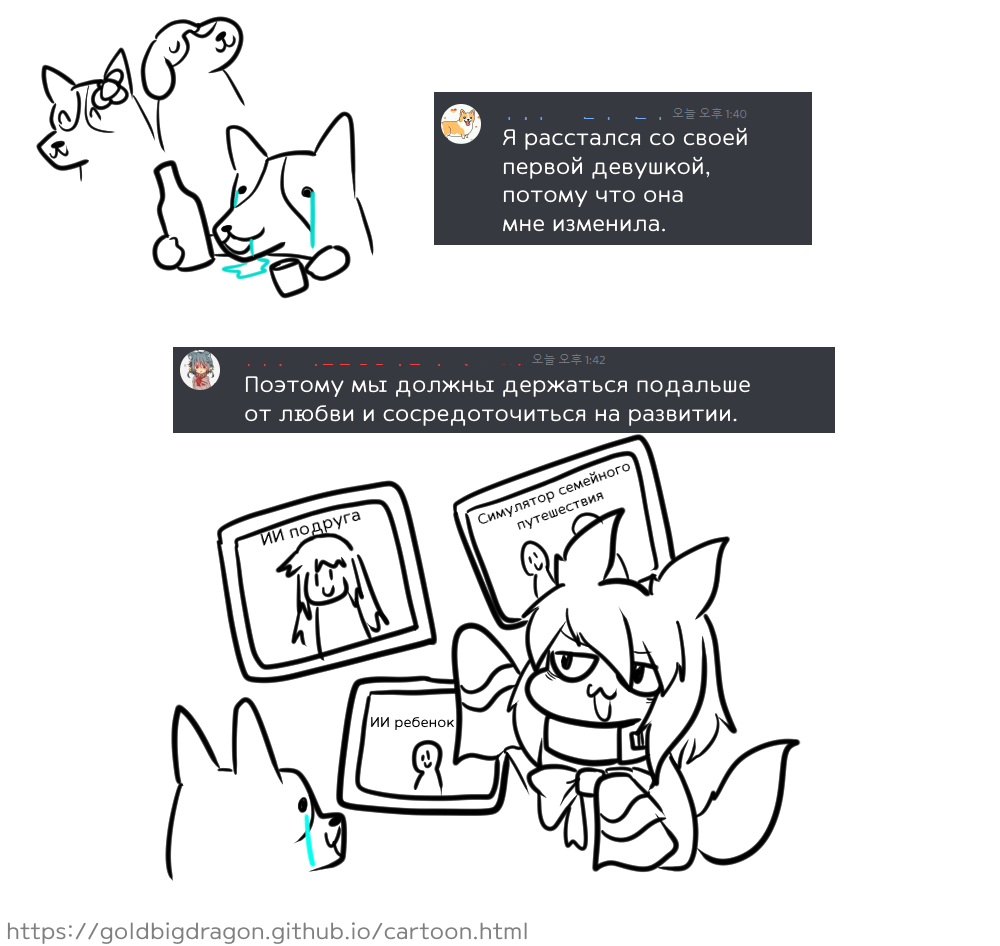 오늘 오후 1:40
Я расстался со своей
первой девушкой,
потому что она
мне изменила.
오늘 오후 1:42
Поэтому мы должны держаться подальше
от любви и сосредоточиться на развитии.
ИИ подруга
Симулятор семейного
путешествия
ИИ ребенок
https://goldbigdragon.github.io/cartoon.html